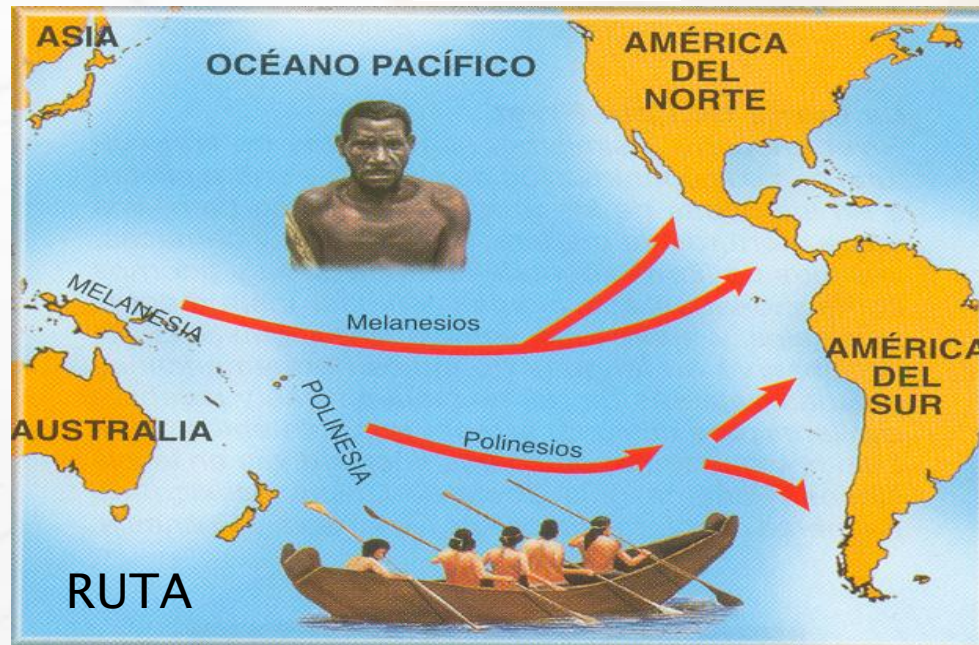 ASIA
OCÉANO PACÍFICO
AMÉRICA
DEL
NORTE
MELANESIA
Melanesios
AMÉRICA
DEL
SUR
AUSTRALIA
POLINESIA
Polinesios
RUTA